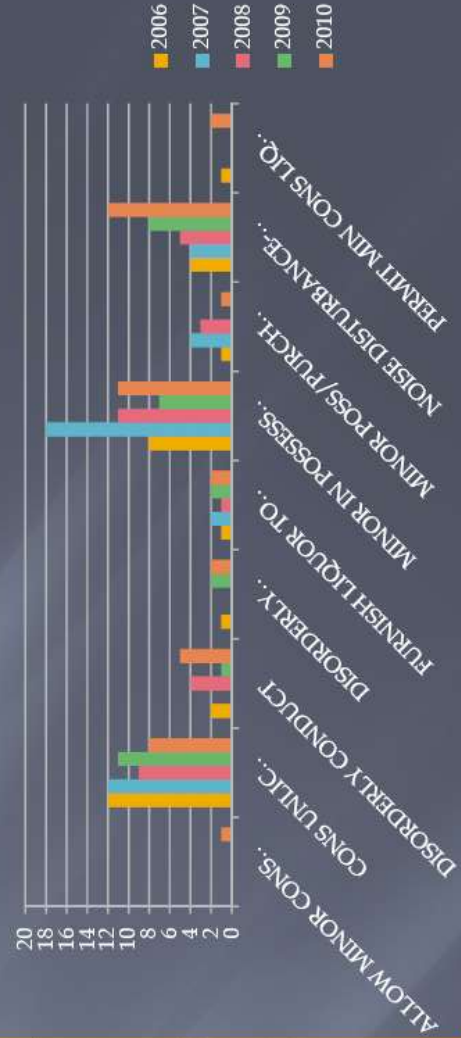 20
18
16
14
12
10
8
6
4
2
0
ALLOW MINOR CONS…
CONS UNLIC…
DISORDERLY CONDUCT
DISORDERLY…
FURNISH LIQUOR TO…
MINOR IN POSSESS…
MINOR POSS/ PURCH…
NOISE DISTURBANCE-…
PERMIT MIN CONS LIQ…
2006
2007
2008
2009
2010